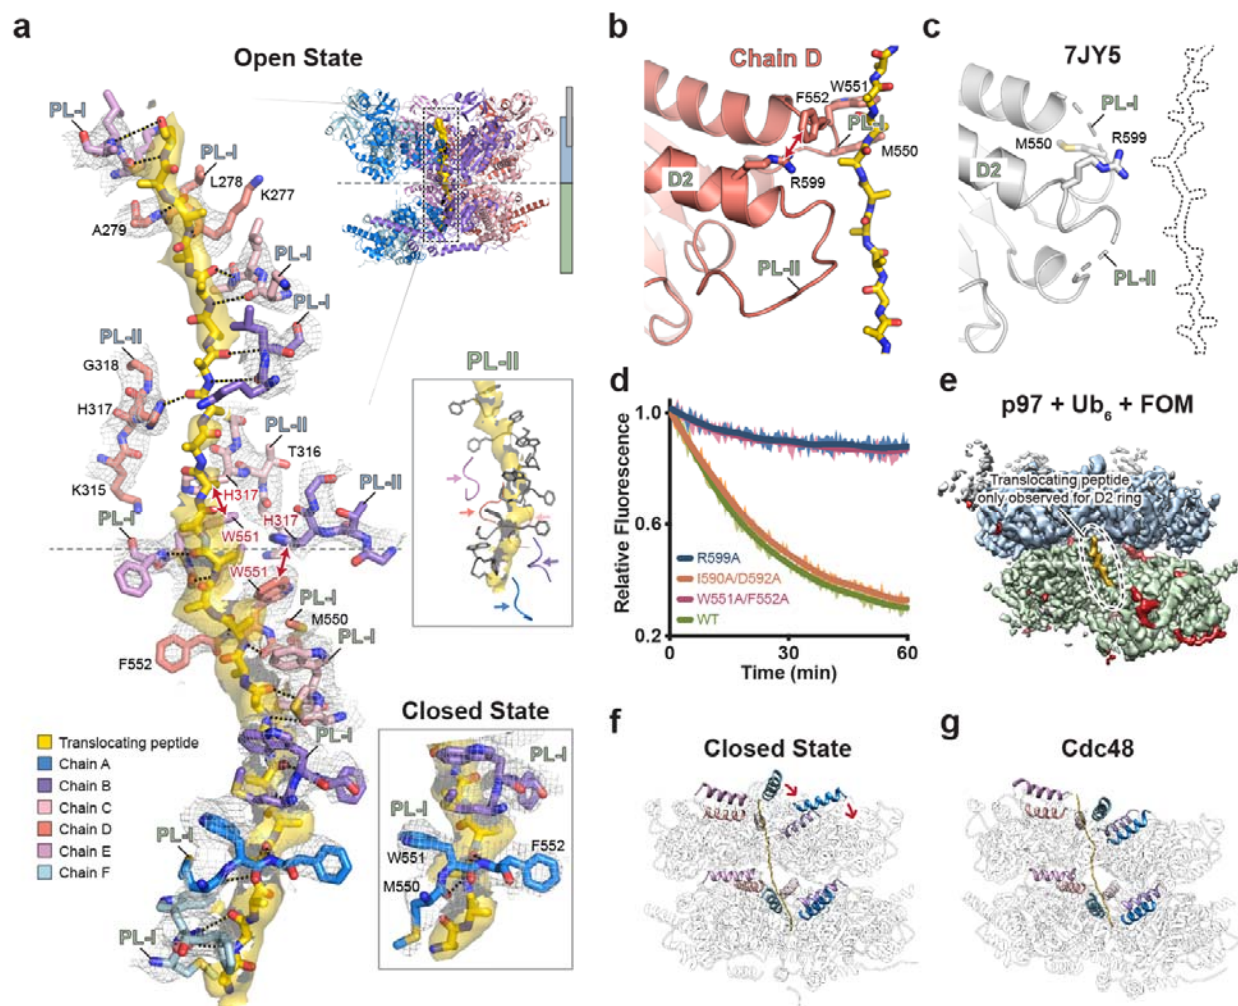 a
Open State
PL-I
PL-I
L278
K277
A279
PL-I
PL-I
PL-II
G318
H317
K315
PL-II
T316
H317
PL-II
H317
W551
PL-I
W551
PL-I
M550
PL-I
F552
PL-I
PL-I
PL-I
Translocating peptide
Chain A
Chain B
Chain C
Chain D
Chain E
Chain F
PL-II
Closed State
PL-I
PL-I
W551
F552
M550
b
Chain D
W551
F552
PL-I
M550
D2
R599
PL-II
c
7JY5
PL-I
M550
R599
D2
PL-II
d
Relative Fluorescence
1.0
0.6
0.2
R599A
I590A/D592A
W551A/F552A
WT
0
30
60
Time (min)
e
p97 + Ub6 + FOM
Translocating peptide
only observed for D2 ring
f
Closed State
g
Cdc48